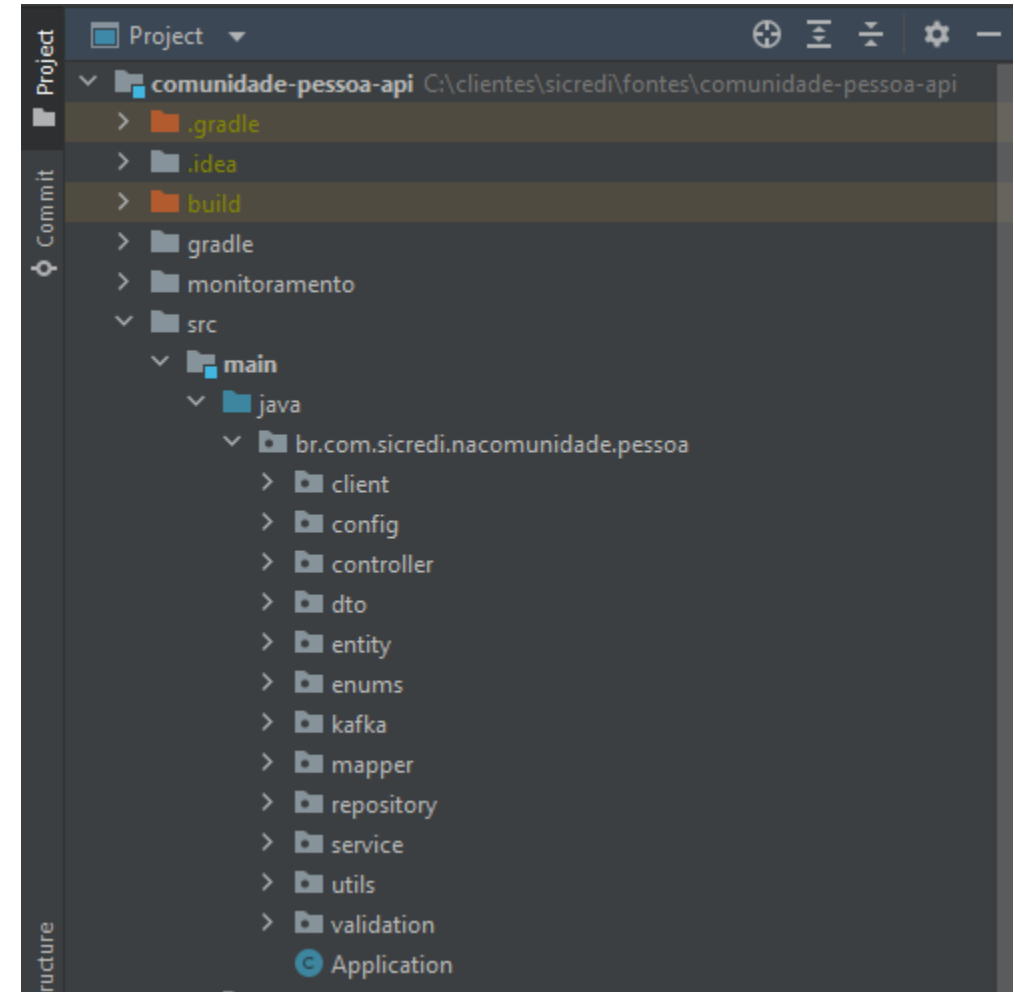 Project
Commit
ructure
Project
comunidade-pessoa-api C:\clientes\sicredi\fontes\comunidade-pessoa-api
.gradle
.idea
build
gradle
monitoramento
src
main
java
br.com.sicredi.nacomunidade.pessoa
client
config
controller
dto
entity
enums
kafka
mapper
repository
service
utils
validation
C Application